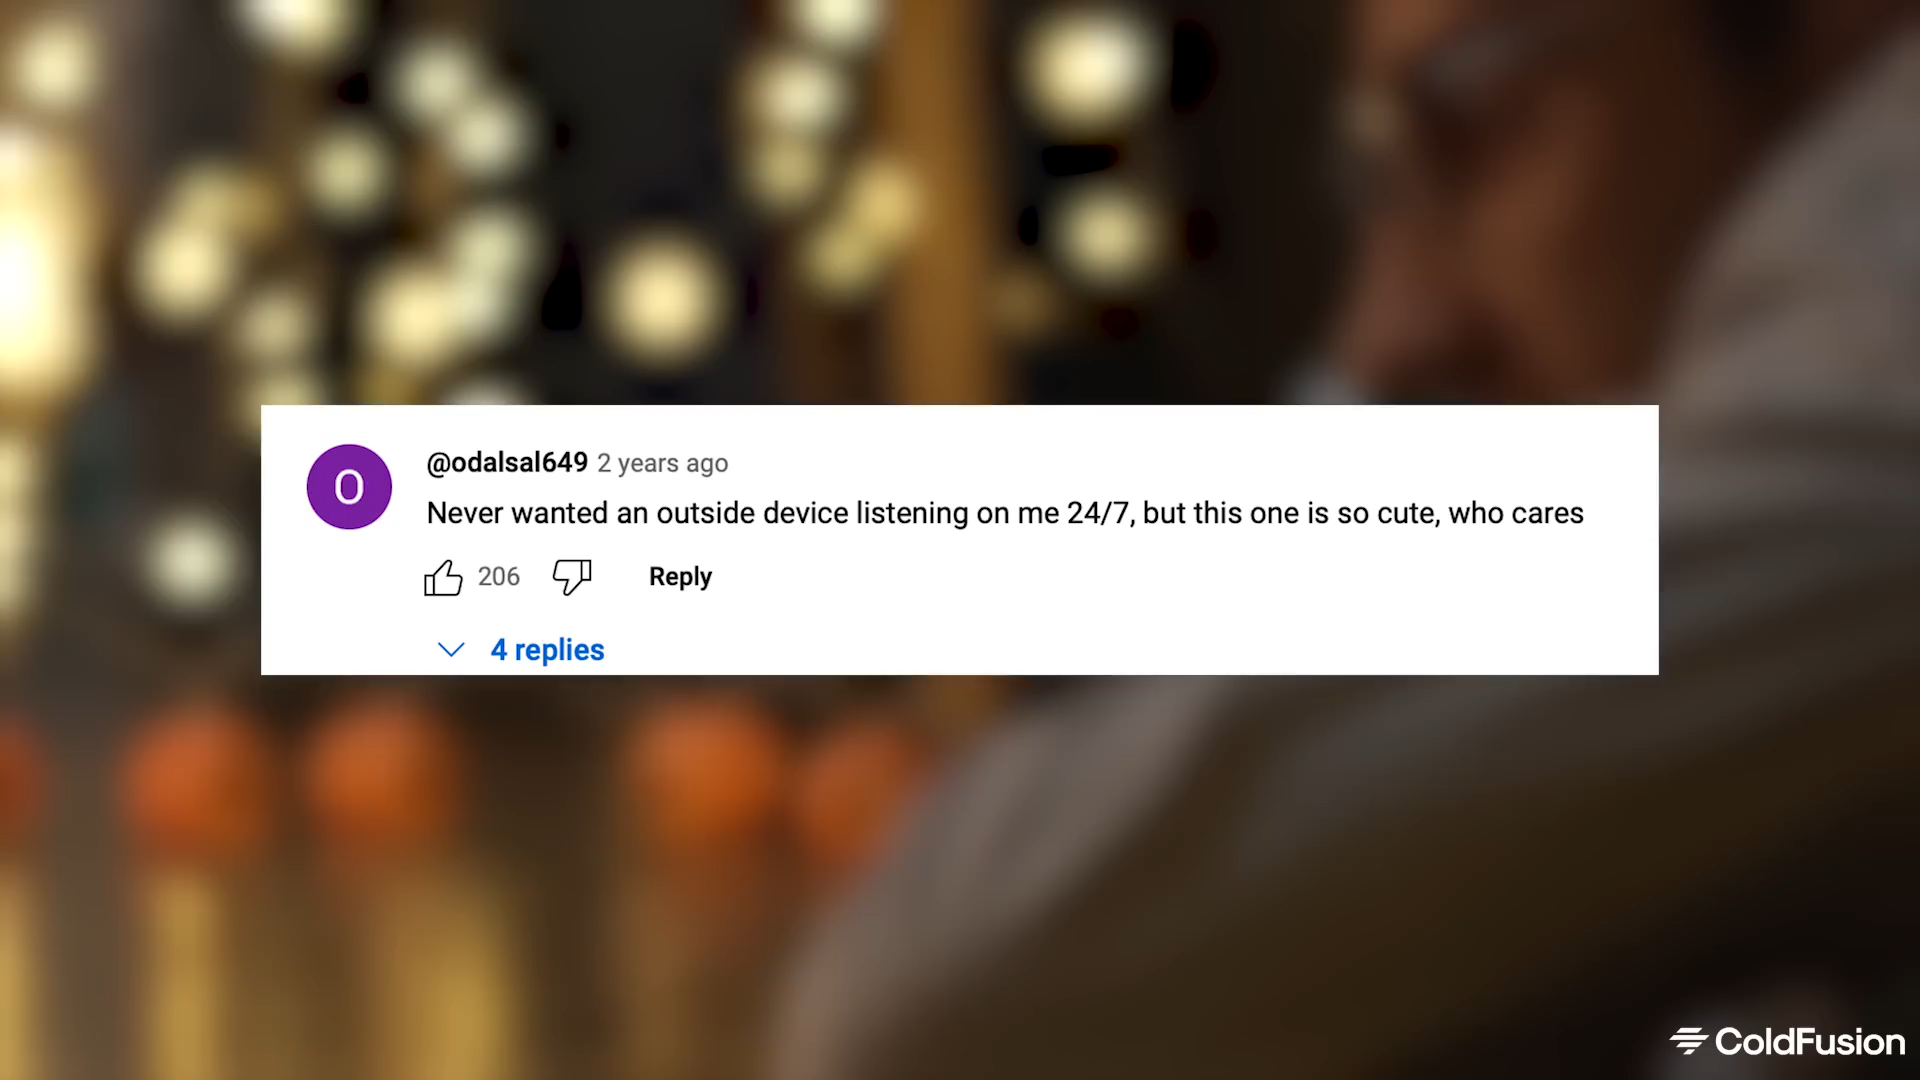 O
@odalsal649 2 years ago
Never wanted an outside device listening on me 24/7, but this one is so cute, who cares
206 Reply
4 replies
ColdFusion